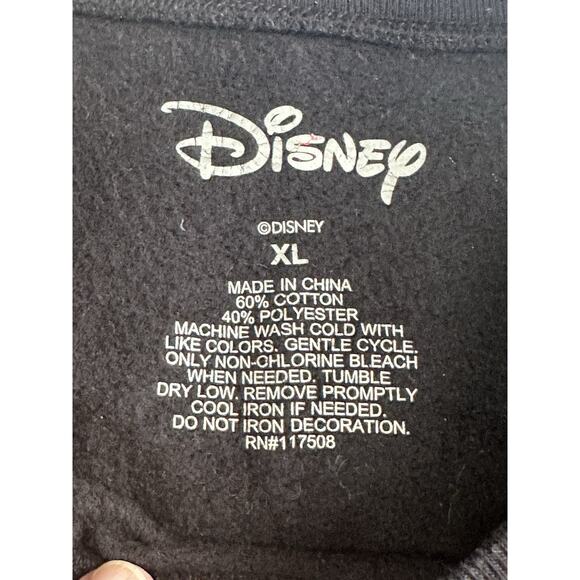 Disney
©DISNEY
XL
MADE IN CHINA
60% COTTON
40% POLYESTER
MACHINE WASH COLD WITH
LIKE COLORS. GENTLE CYCLE.
ONLY NON-CHLORINE BLEACH
WHEN NEEDED. TUMBLE
DRY LOW. REMOVE PROMPTLY
COOL IRON IF NEEDED.
DO NOT IRON DECORATION.
RN#117508